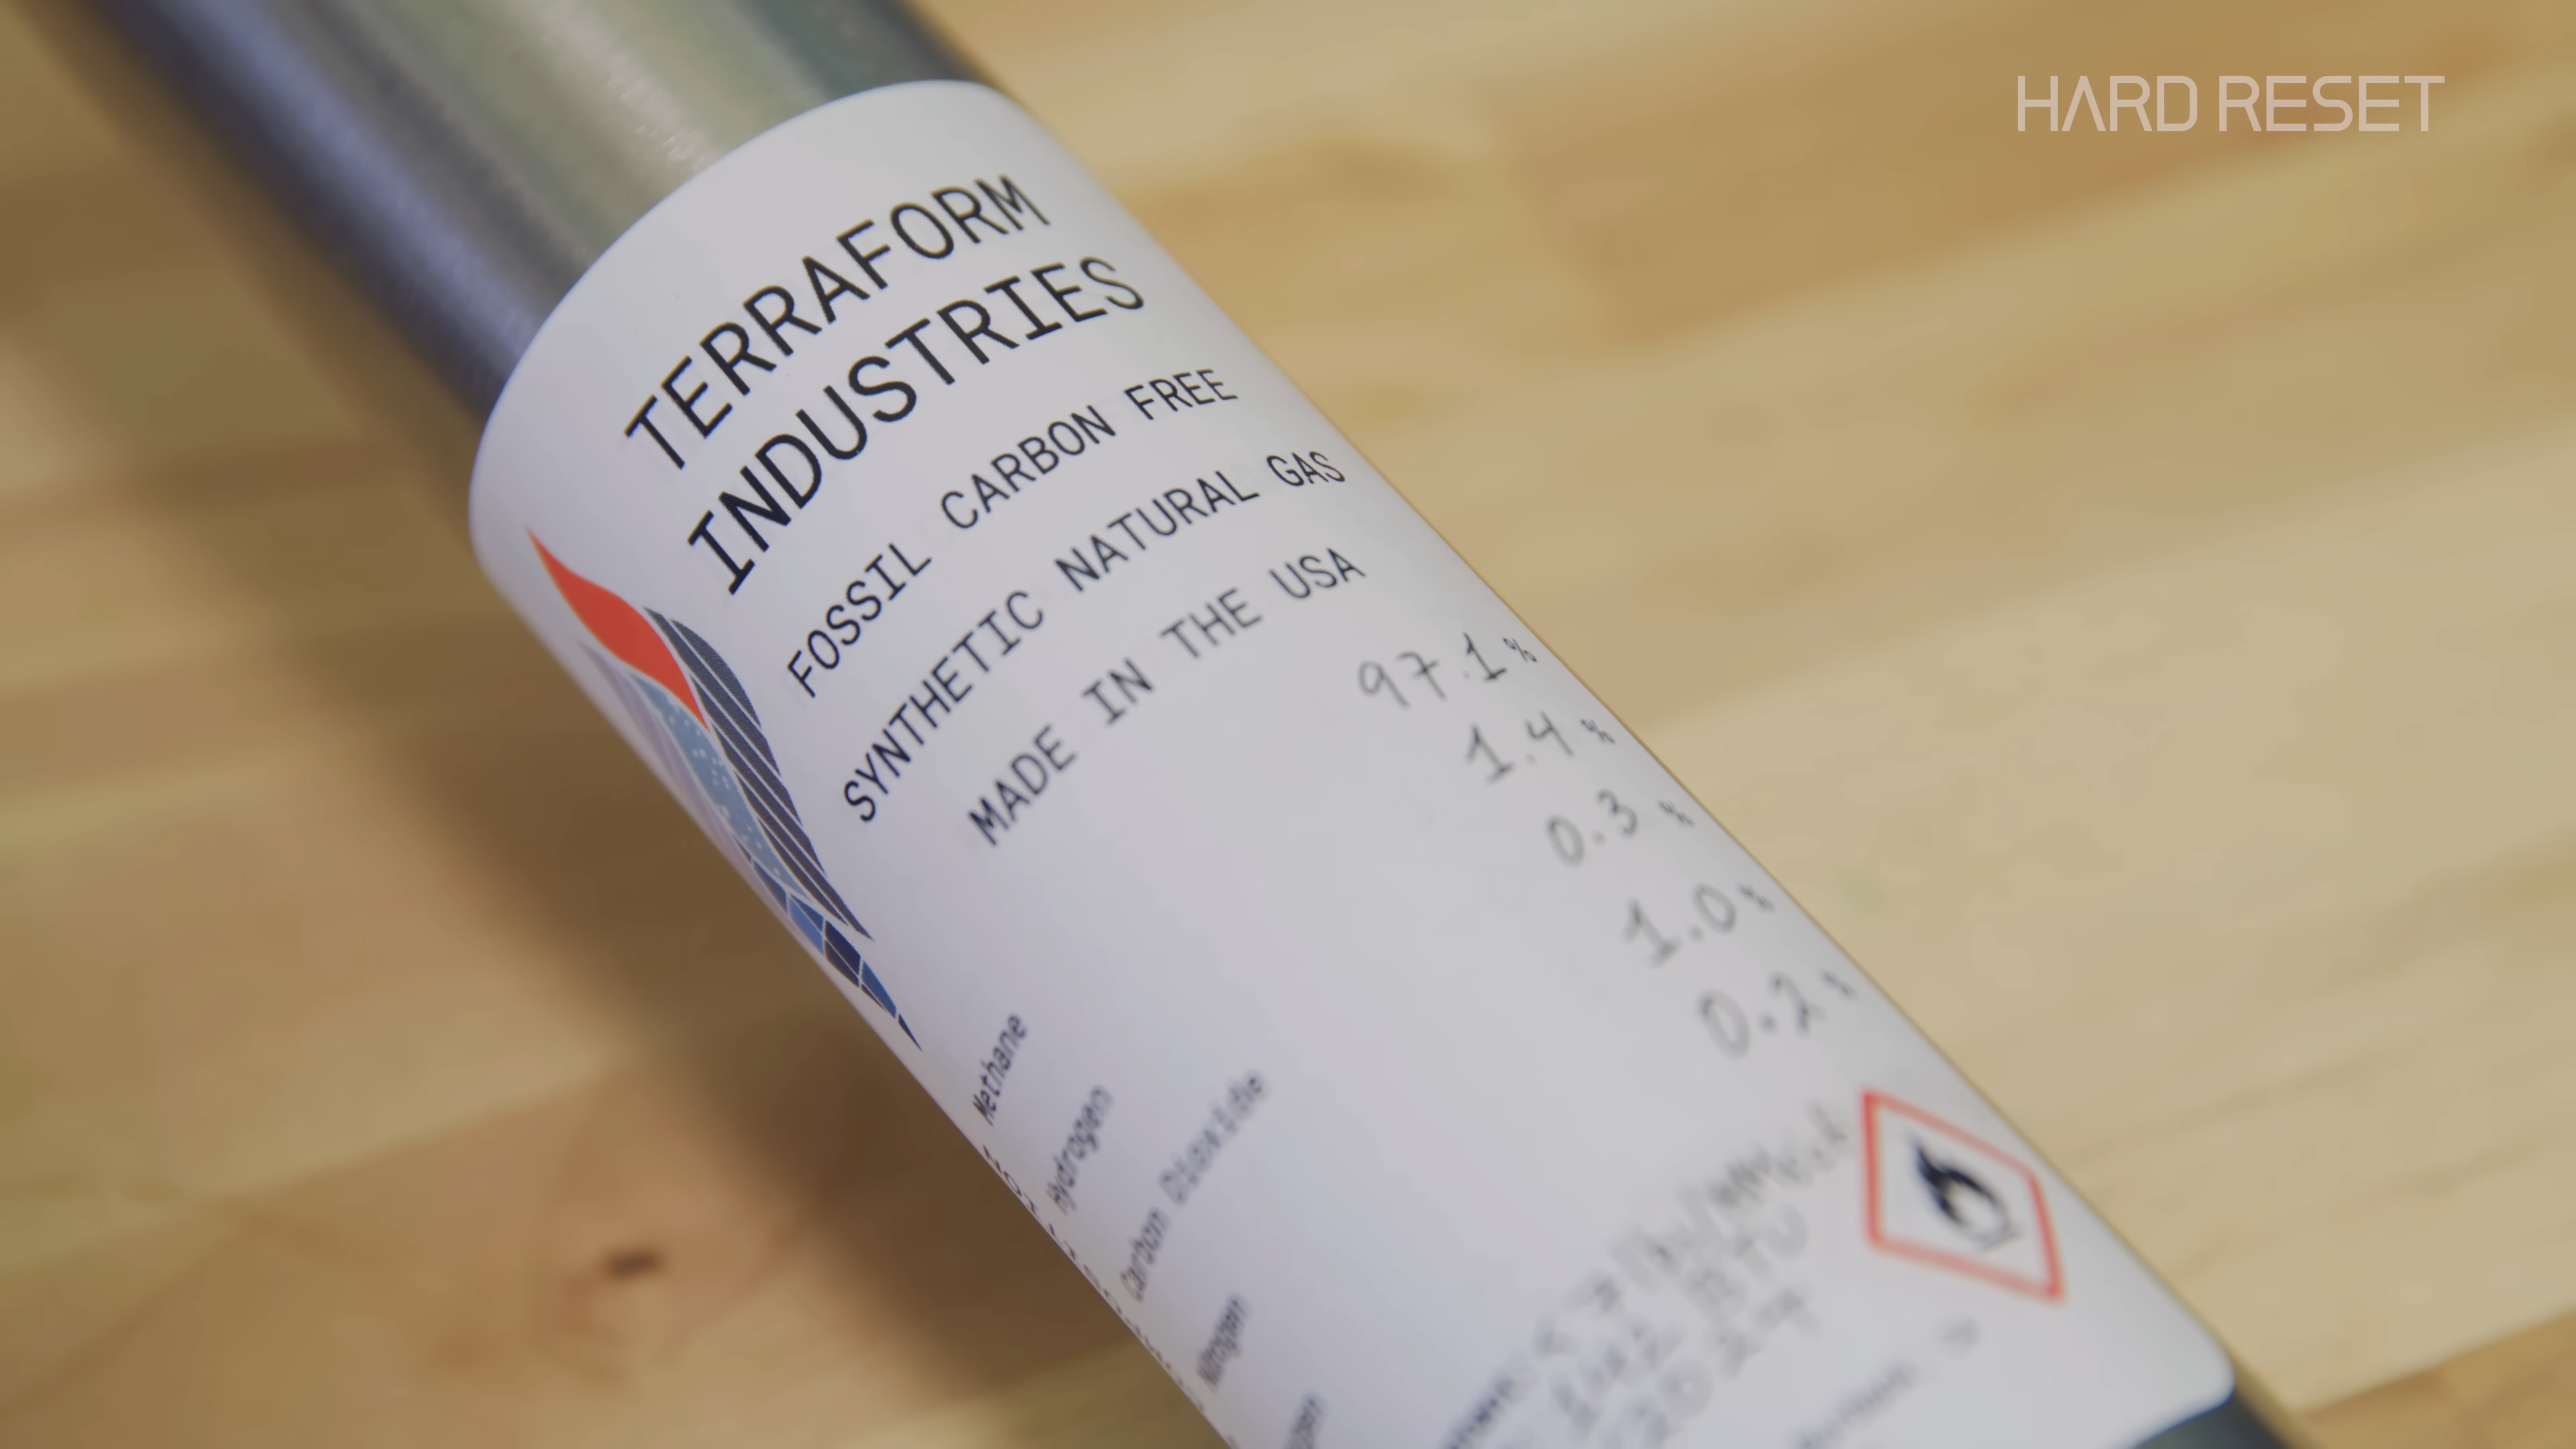 HARD RESET
TERRAFORM
INDUSTRIES
FOSSIL CARBON FREE
SYNTHETIC NATURAL GAS
MADE IN THE USA
Methane 97.1%
Hydrogen 1.4%
Carbon Dioxide 0.3%
Nitrogen 1.0%
0.2%
BTU